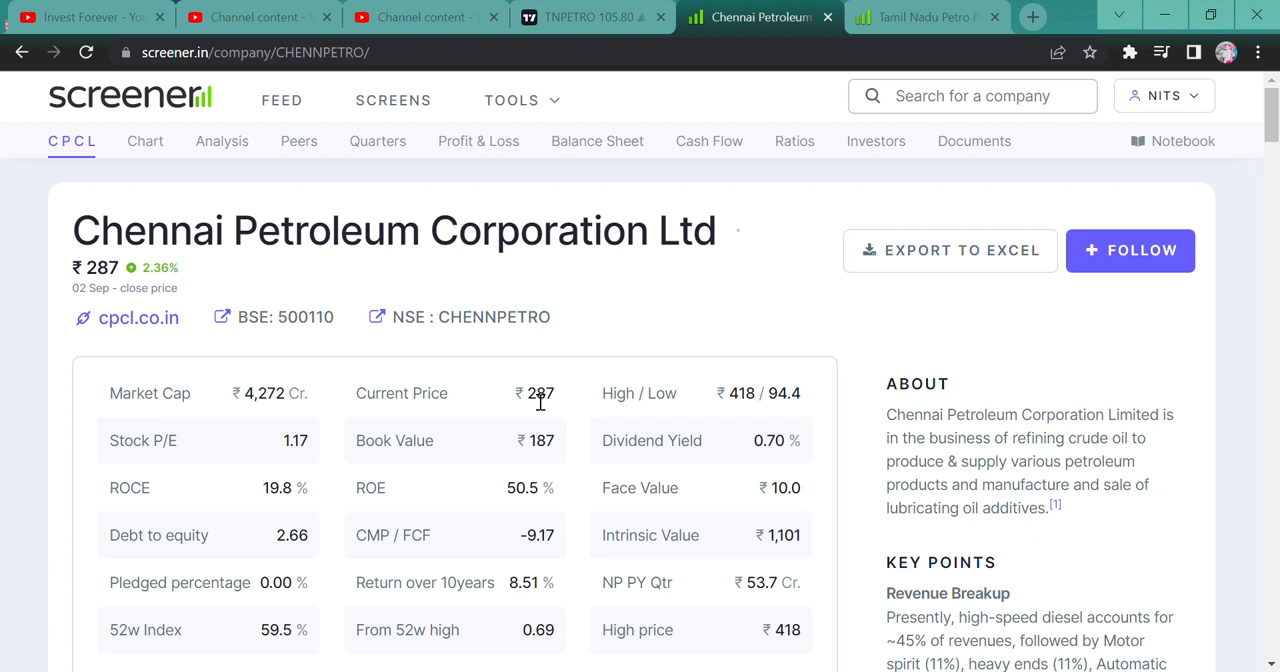 Invest Forever - Yo
Channel content -
Channel content -
TNPETRO 105.80
Chennai Petroleum
Tamil Nadu Petro P
screener.in/company/CHENNPETRO/
screener
FEED
SCREENS
TOOLS
Search for a company
NITS
CPCL
Chart
Analysis
Peers
Quarters
Profit & Loss
Balance Sheet
Cash Flow
Ratios
Investors
Documents
Notebook
Chennai Petroleum Corporation Ltd
EXPORT TO EXCEL
FOLLOW
₹ 287 2.36%
02 Sep - close price
cpcl.co.in
BSE: 500110
NSE : CHENNPETRO
Market Cap ₹ 4,272 Cr.
Current Price ₹ 287
High / Low ₹ 418 / 94.4
Stock P/E 1.17
Book Value ₹ 187
Dividend Yield 0.70 %
ROCE 19.8 %
ROE 50.5 %
Face Value ₹ 10.0
Debt to equity 2.66
CMP / FCF -9.17
Intrinsic Value ₹ 1,101
Pledged percentage 0.00 %
Return over 10years 8.51 %
NP PY Qtr ₹ 53.7 Cr.
52w Index 59.5 %
From 52w high 0.69
High price ₹ 418
ABOUT
Chennai Petroleum Corporation Limited is
in the business of refining crude oil to
produce & supply various petroleum
products and manufacture and sale of
lubricating oil additives.[1]
KEY POINTS
Revenue Breakup
Presently, high-speed diesel accounts for
~45% of revenues, followed by Motor
spirit (11%), heavy ends (11%), Automatic